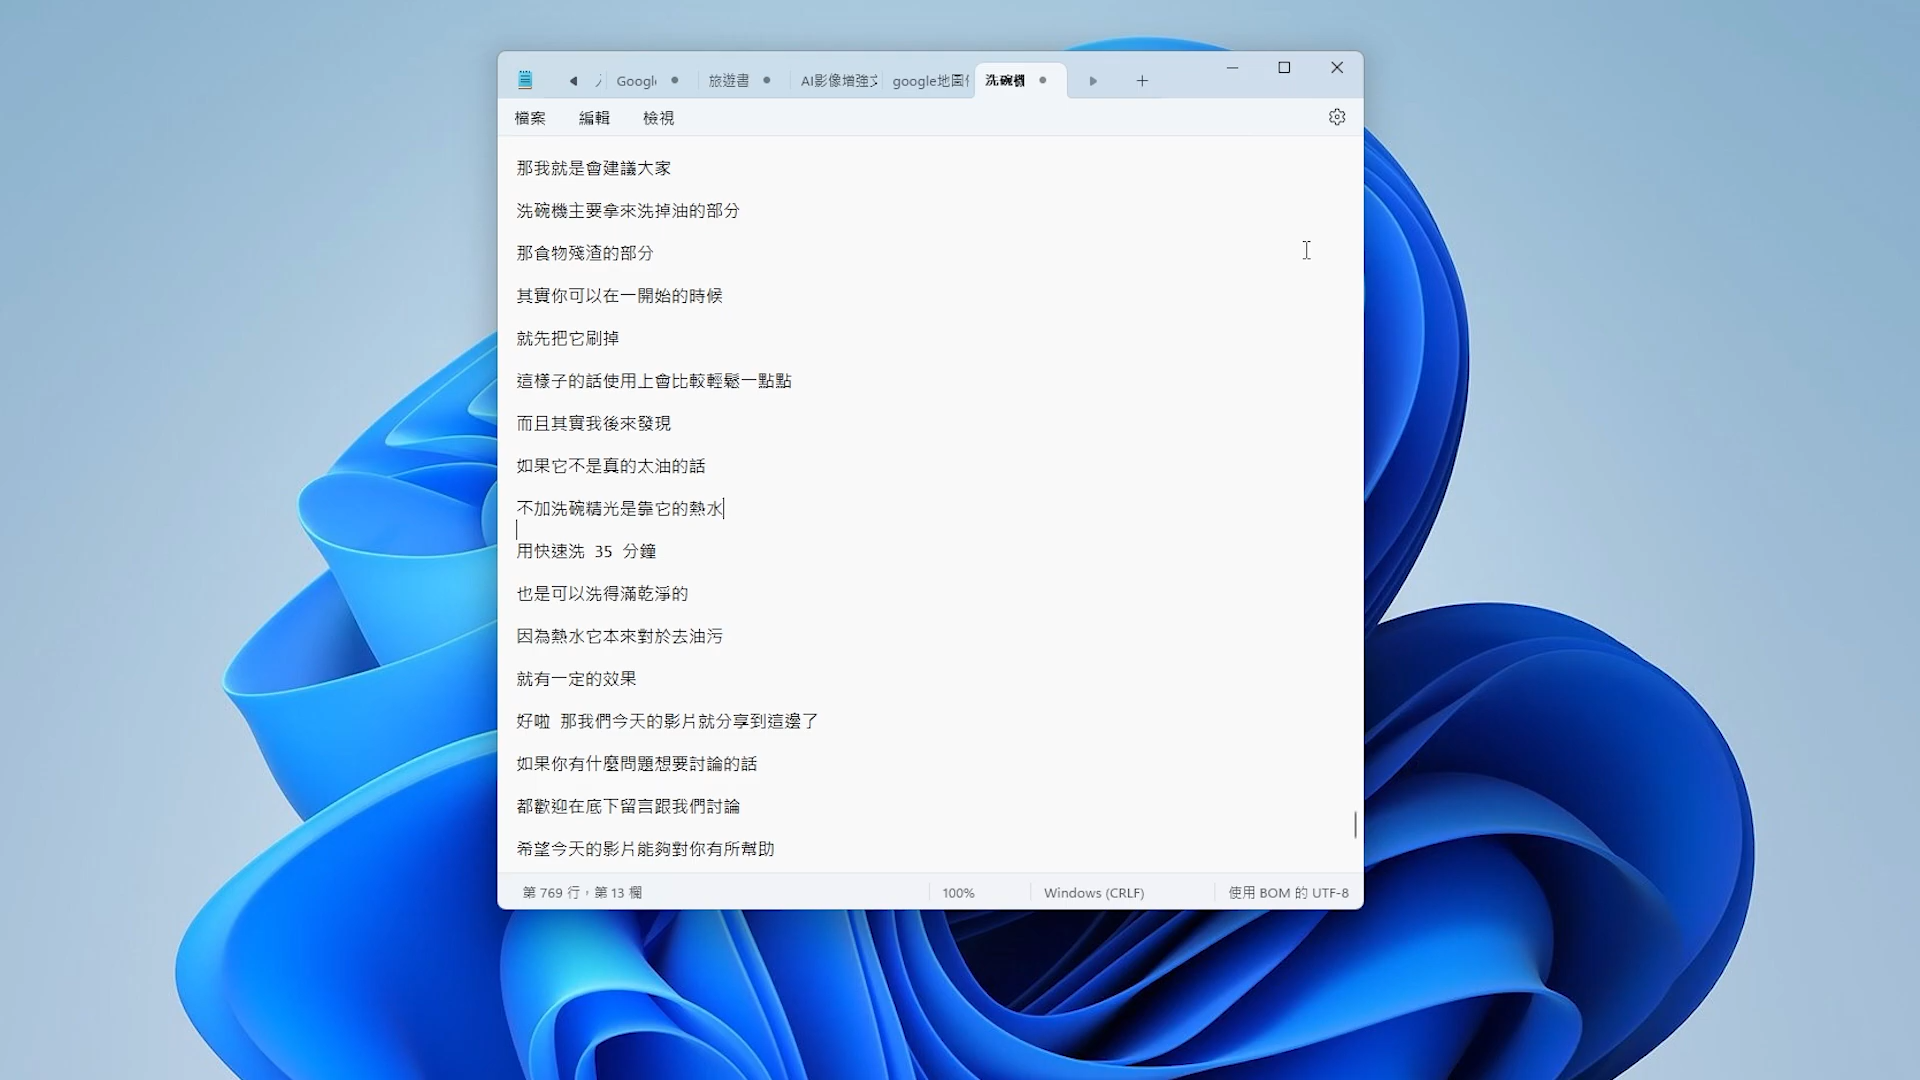 Google
旅遊書
AI影像增強
google地圖
洗碗機
檔案
編輯
檢視
那我就是會建議大家
洗碗機主要拿來洗掉油的部分
那食物殘渣的部分
其實你可以在一開始的時候
就先把它刷掉
這樣子的話使用上會比較輕鬆一點點
而且其實我後來發現
如果它不是真的太油的話
不加洗碗精光是靠它的熱水
用快速洗 35 分鐘
也是可以洗得滿乾淨的
因為熱水它本來對於去油污
就有一定的效果
好啦 那我們今天的影片就分享到這邊了
如果你有什麼問題想要討論的話
都歡迎在底下留言跟我們討論
希望今天的影片能夠對你有所幫助
第 769 行，第 13 欄
100%
Windows (CRLF)
使用 BOM 的 UTF-8